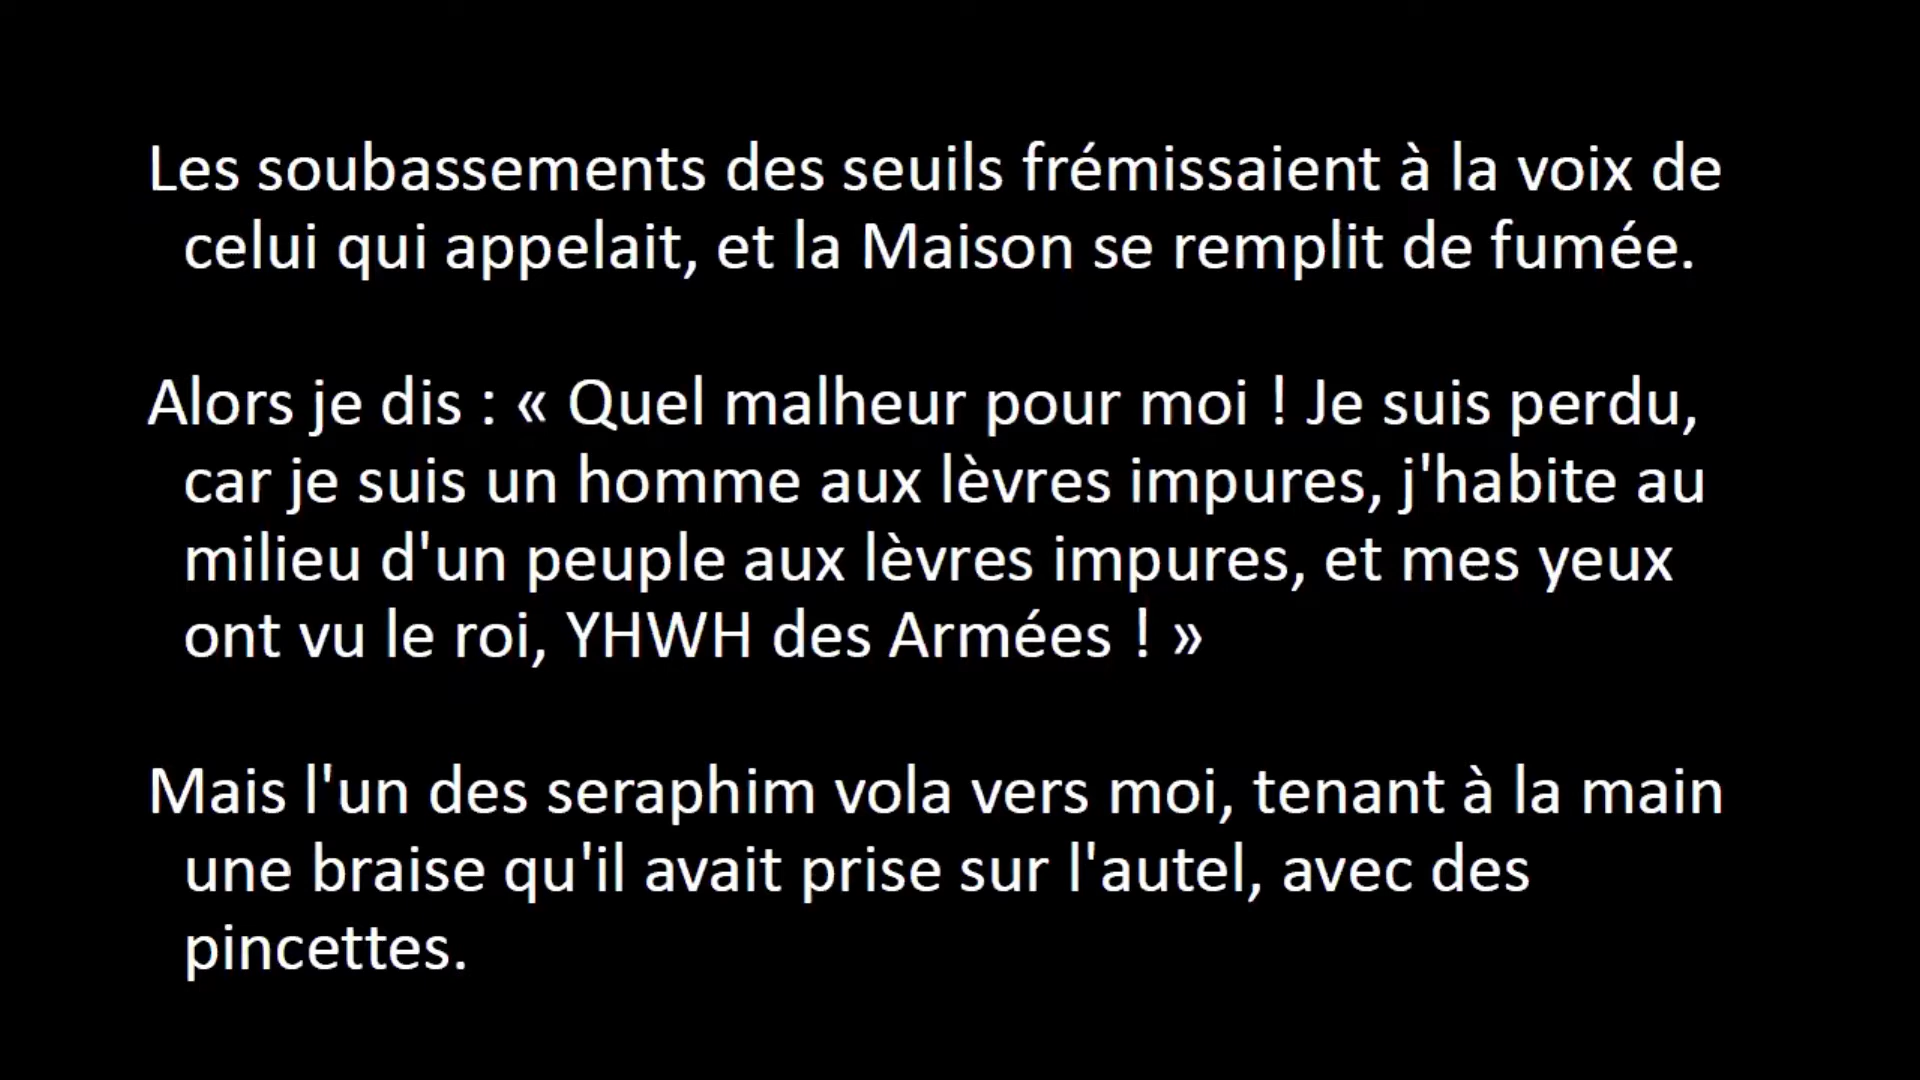 Les soubassements des seuils frémissaient à la voix de
celui qui appelait, et la Maison se remplit de fumée.
Alors je dis : « Quel malheur pour moi ! Je suis perdu,
car je suis un homme aux lèvres impures, j'habite au
milieu d'un peuple aux lèvres impures, et mes yeux
ont vu le roi, YHWH des Armées ! »
Mais l'un des seraphim vola vers moi, tenant à la main
une braise qu'il avait prise sur l'autel, avec des
pincettes.